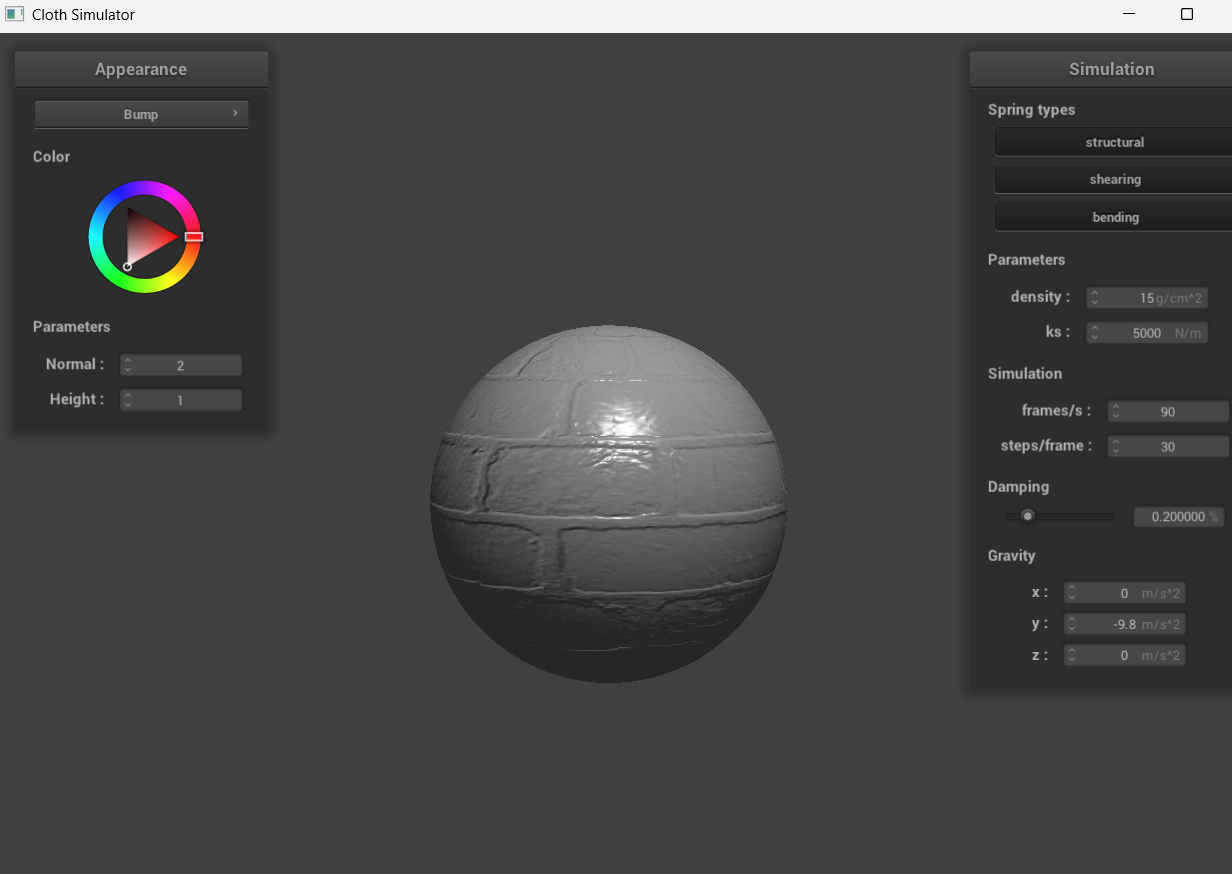 Cloth Simulator
Appearance
Bump
Color
Parameters
Normal : 2
Height : 1
Simulation
Spring types
structural
shearing
bending
Parameters
density : 15 g/cm^2
ks : 5000 N/m
Simulation
frames/s : 90
steps/frame : 30
Damping
0.200000 %
Gravity
x : 0 m/s^2
y : -9.8 m/s^2
z : 0 m/s^2